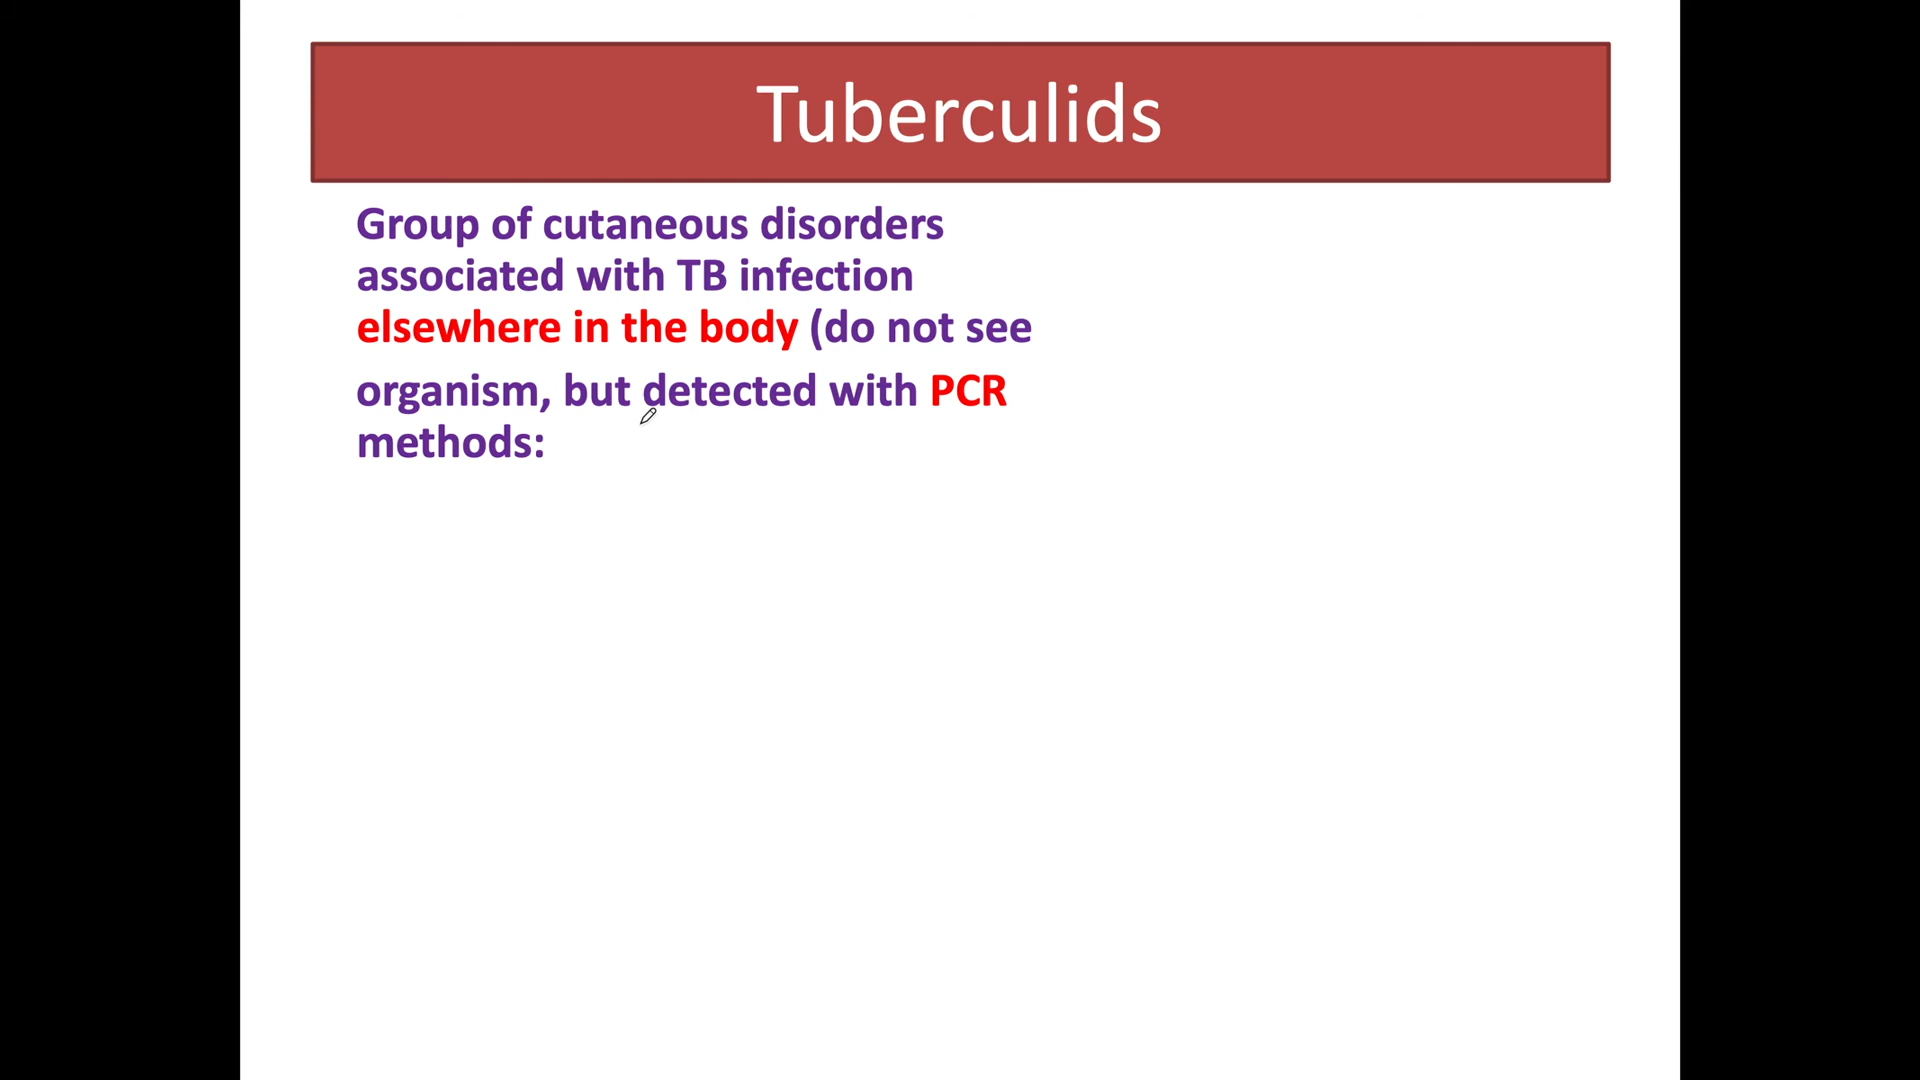 Tuberculids
Group of cutaneous disorders
associated with TB infection
elsewhere in the body (do not see
organism, but detected with PCR
methods: